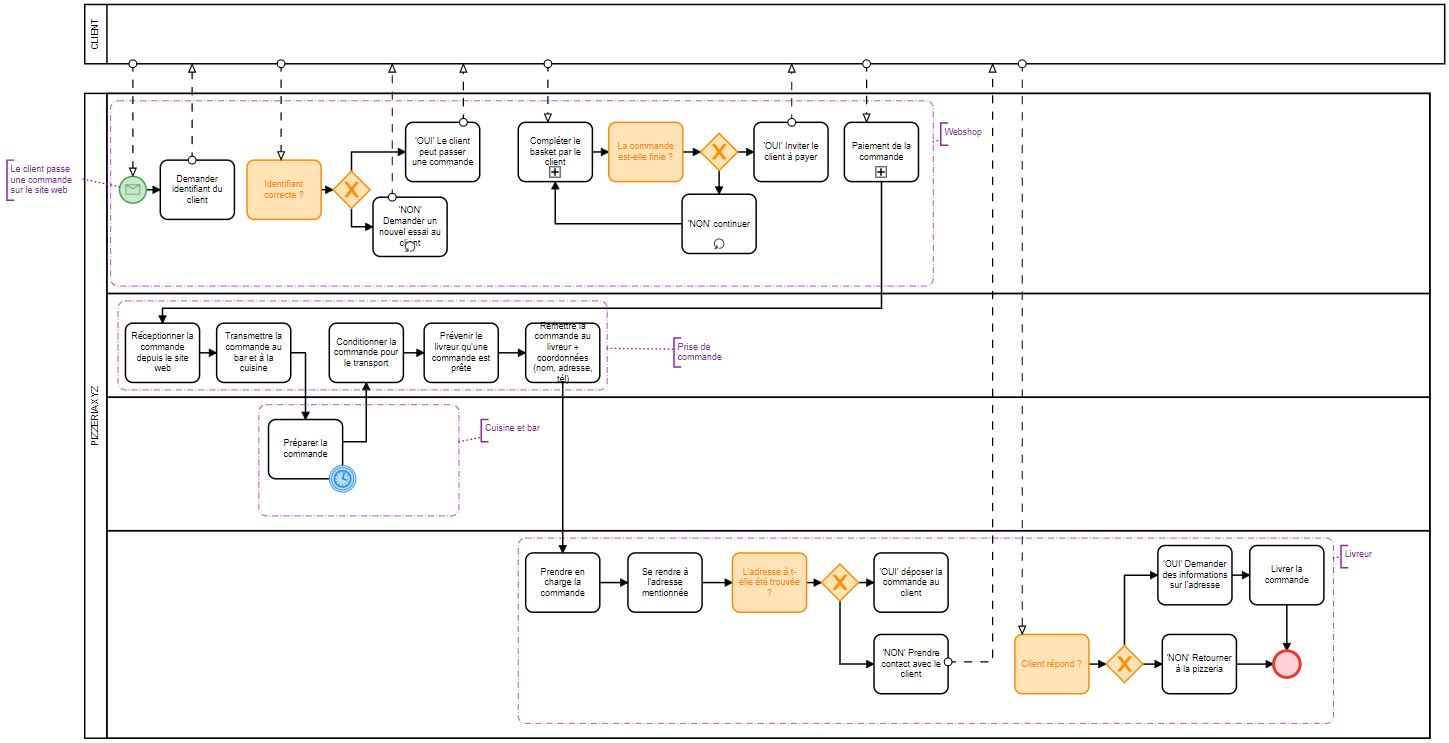 CLIENT
Le client passe
une commande
sur le site web
Demander
identifiant du
client
Identifiant
correcte ?
'OUI' Le client
peut passer
une commande
'NON'
Demander un
nouvel essai au
client
Compléter le
basket par le
client
La commande
est-elle finie ?
'OUI' Inviter le
client à payer
'NON' continuer
Paiement de la
commande
Webshop
PIZZERIA XYZ
Réceptionner la
commande
depuis le site
web
Transmettre la
commande au
bar et à la
cuisine
Conditionner la
commande pour
le transport
Prévenir le
livreur qu'une
commande est
prête
Remettre la
commande au
livreur +
coordonnées
(nom, adresse,
tél)
Prise de
commande
Préparer la
commande
Cuisine et bar
Prendre en
charge la
commande
Se rendre à
l'adresse
mentionnée
L'adresse à t-
elle été trouvée
?
'OUI' déposer la
commande au
client
'NON' Prendre
contact avec le
client
Client répond ?
'OUI' Demander
des informations
sur l'adresse
Livrer la
commande
'NON' Retourner
à la pizzeria
Livreur